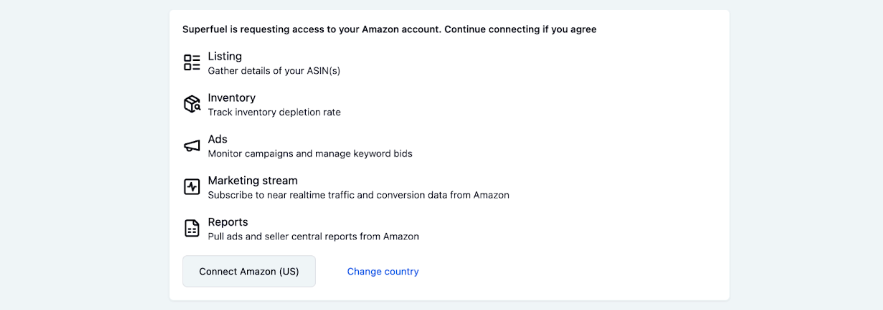 Superfuel is requesting access to your Amazon account. Continue connecting if you agree
Listing
Gather details of your ASIN(s)
Inventory
Track inventory depletion rate
Ads
Monitor campaigns and manage keyword bids
Marketing stream
Subscribe to near realtime traffic and conversion data from Amazon
Reports
Pull ads and seller central reports from Amazon
Connect Amazon (US)
Change country